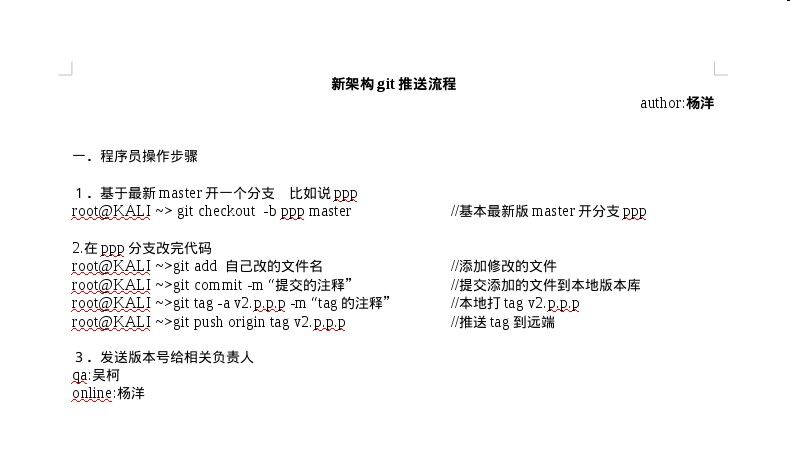 新架构 git 推送流程
author:杨洋
一．程序员操作步骤
１．基于最新 master 开一个分支　比如说 ppp
root@KALI ~> git checkout  -b ppp master //基本最新版 master 开分支 ppp
2.在 ppp 分支改完代码
root@KALI ~>git add  自己改的文件名 //添加修改的文件
root@KALI ~>git commit -m “提交的注释” //提交添加的文件到本地版本库
root@KALI ~>git tag -a v2.p.p.p -m “tag 的注释” //本地打 tag v2.p.p.p
root@KALI ~>git push origin tag v2.p.p.p //推送 tag 到远端
３．发送版本号给相关负责人
qa:吴柯
online:杨洋